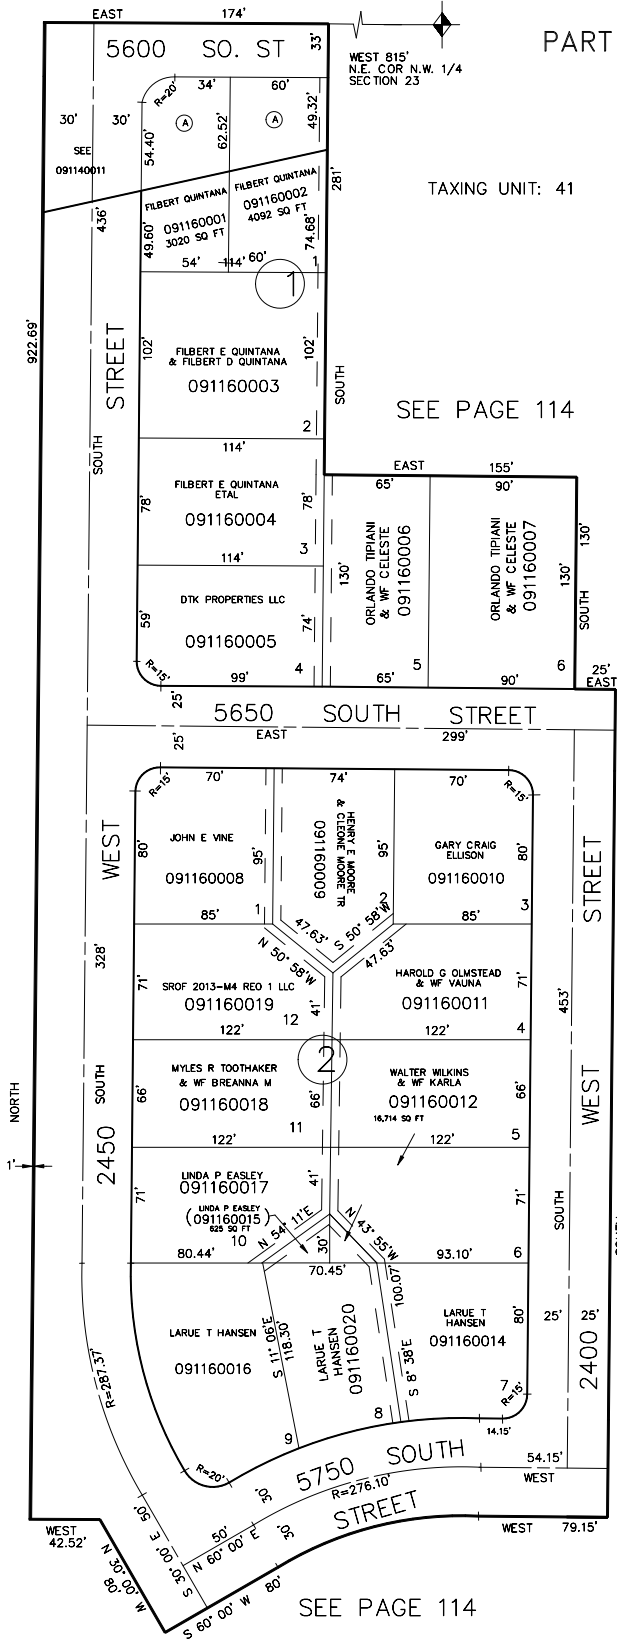 EAST
174'
5600 SO. ST
33'
WEST 815'
N.E. COR N.W. 1/4
SECTION 23
PART
R=20'
34'
60'
30'
30'
54.40'
A
62.52'
A
49.32'
SEE
091140011
281'
TAXING UNIT: 41
436'
FILBERT QUINTANA
091160001
3020 SQ FT
FILBERT QUINTANA
091160002
4092 SQ FT
49.60'
74.68'
54'
114'
60'
1
1
922.69'
STREET
SOUTH
102'
FILBERT E QUINTANA
& FILBERT D QUINTANA
091160003
102'
2
SOUTH
SEE PAGE 114
114'
78'
FILBERT E QUINTANA
ETAL
091160004
78'
3
114'
EAST
155'
65'
90'
130'
ORLANDO TIPIANI
& WF CELESTE
091160006
ORLANDO TIPIANI
& WF CELESTE
091160007
130'
130'
SOUTH
59'
DTK PROPERTIES LLC
091160005
74'
4
5
6
R=15'
99'
65'
90'
25'
EAST
25'
5650 SOUTH STREET
25'
EAST
299'
R=15'
70'
74'
70'
R=15'
WEST
80'
JOHN E VINE
091160008
95'
HENRY E MOORE
& CLEONE MOORE TR
091160009
95'
GARY CRAIG
ELLISON
091160010
80'
STREET
85'
1
2
85'
3
47.63'
S 50° 58'W
N 50° 58'W
47.63'
328'
71'
SROF 2013-M4 REO 1 LLC
091160019
41'
HAROLD G OLMSTEAD
& WF VAUNA
091160011
71'
453'
122'
12
122'
4
2
MYLES R TOOTHAKER
& WF BREANNA M
091160018
66'
66'
WALTER WILKINS
& WF KARLA
091160012
66'
16,714 SQ FT
WEST
122'
11
122'
5
NORTH
SOUTH
2450
1'
71'
LINDA P EASLEY
091160017
41'
LINDA P EASLEY
(091160015)
625 SQ FT
10
N 54° 11'E
30'
N 43° 55'W
71'
SOUTH
80.44'
70.45'
93.10'
6
100.07'
LARUE T HANSEN
091160016
S 11° 06'E
118.30'
LARUE T
HANSEN
091160020
S 8° 38'E
LARUE T
HANSEN
091160014
80'
25'
25'
2400
R=287.37'
7
R=15'
8
9
14.15'
R=20'
5750 SOUTH
STREET
R=276.10'
54.15'
WEST
30'
30'
50'
N 60° 00' E
S 30° 00' E 50'
WEST
42.52'
N 30° 00' W
80'
80'
S 60° 00' W
WEST
79.15'
SEE PAGE 114